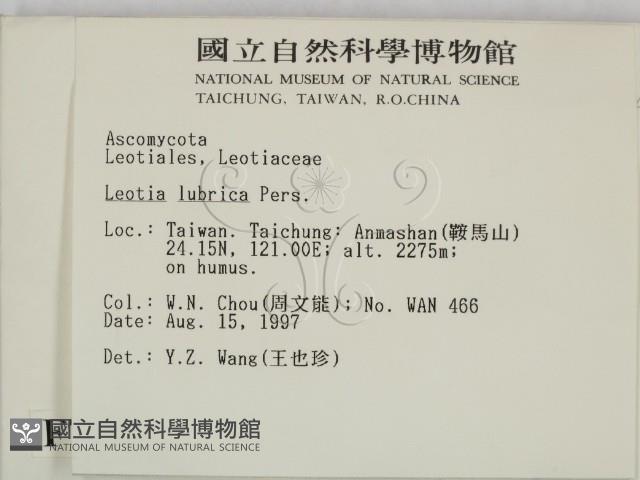 國立自然科學博物館
NATIONAL MUSEUM OF NATURAL SCIENCE
TAICHUNG, TAIWAN, R.O.CHINA
Ascomycota
Leotiales, Leotiaceae
Leotia lubrica Pers.
Loc.: Taiwan. Taichung: Anmashan(鞍馬山)
24.15N, 121.00E; alt. 2275m;
on humus.
Col.: W.N. Chou(周文能); No. WAN 466
Date: Aug. 15, 1997
Det.: Y.Z. Wang(王也珍)
國立自然科學博物館
NATIONAL MUSEUM OF NATURAL SCIENCE